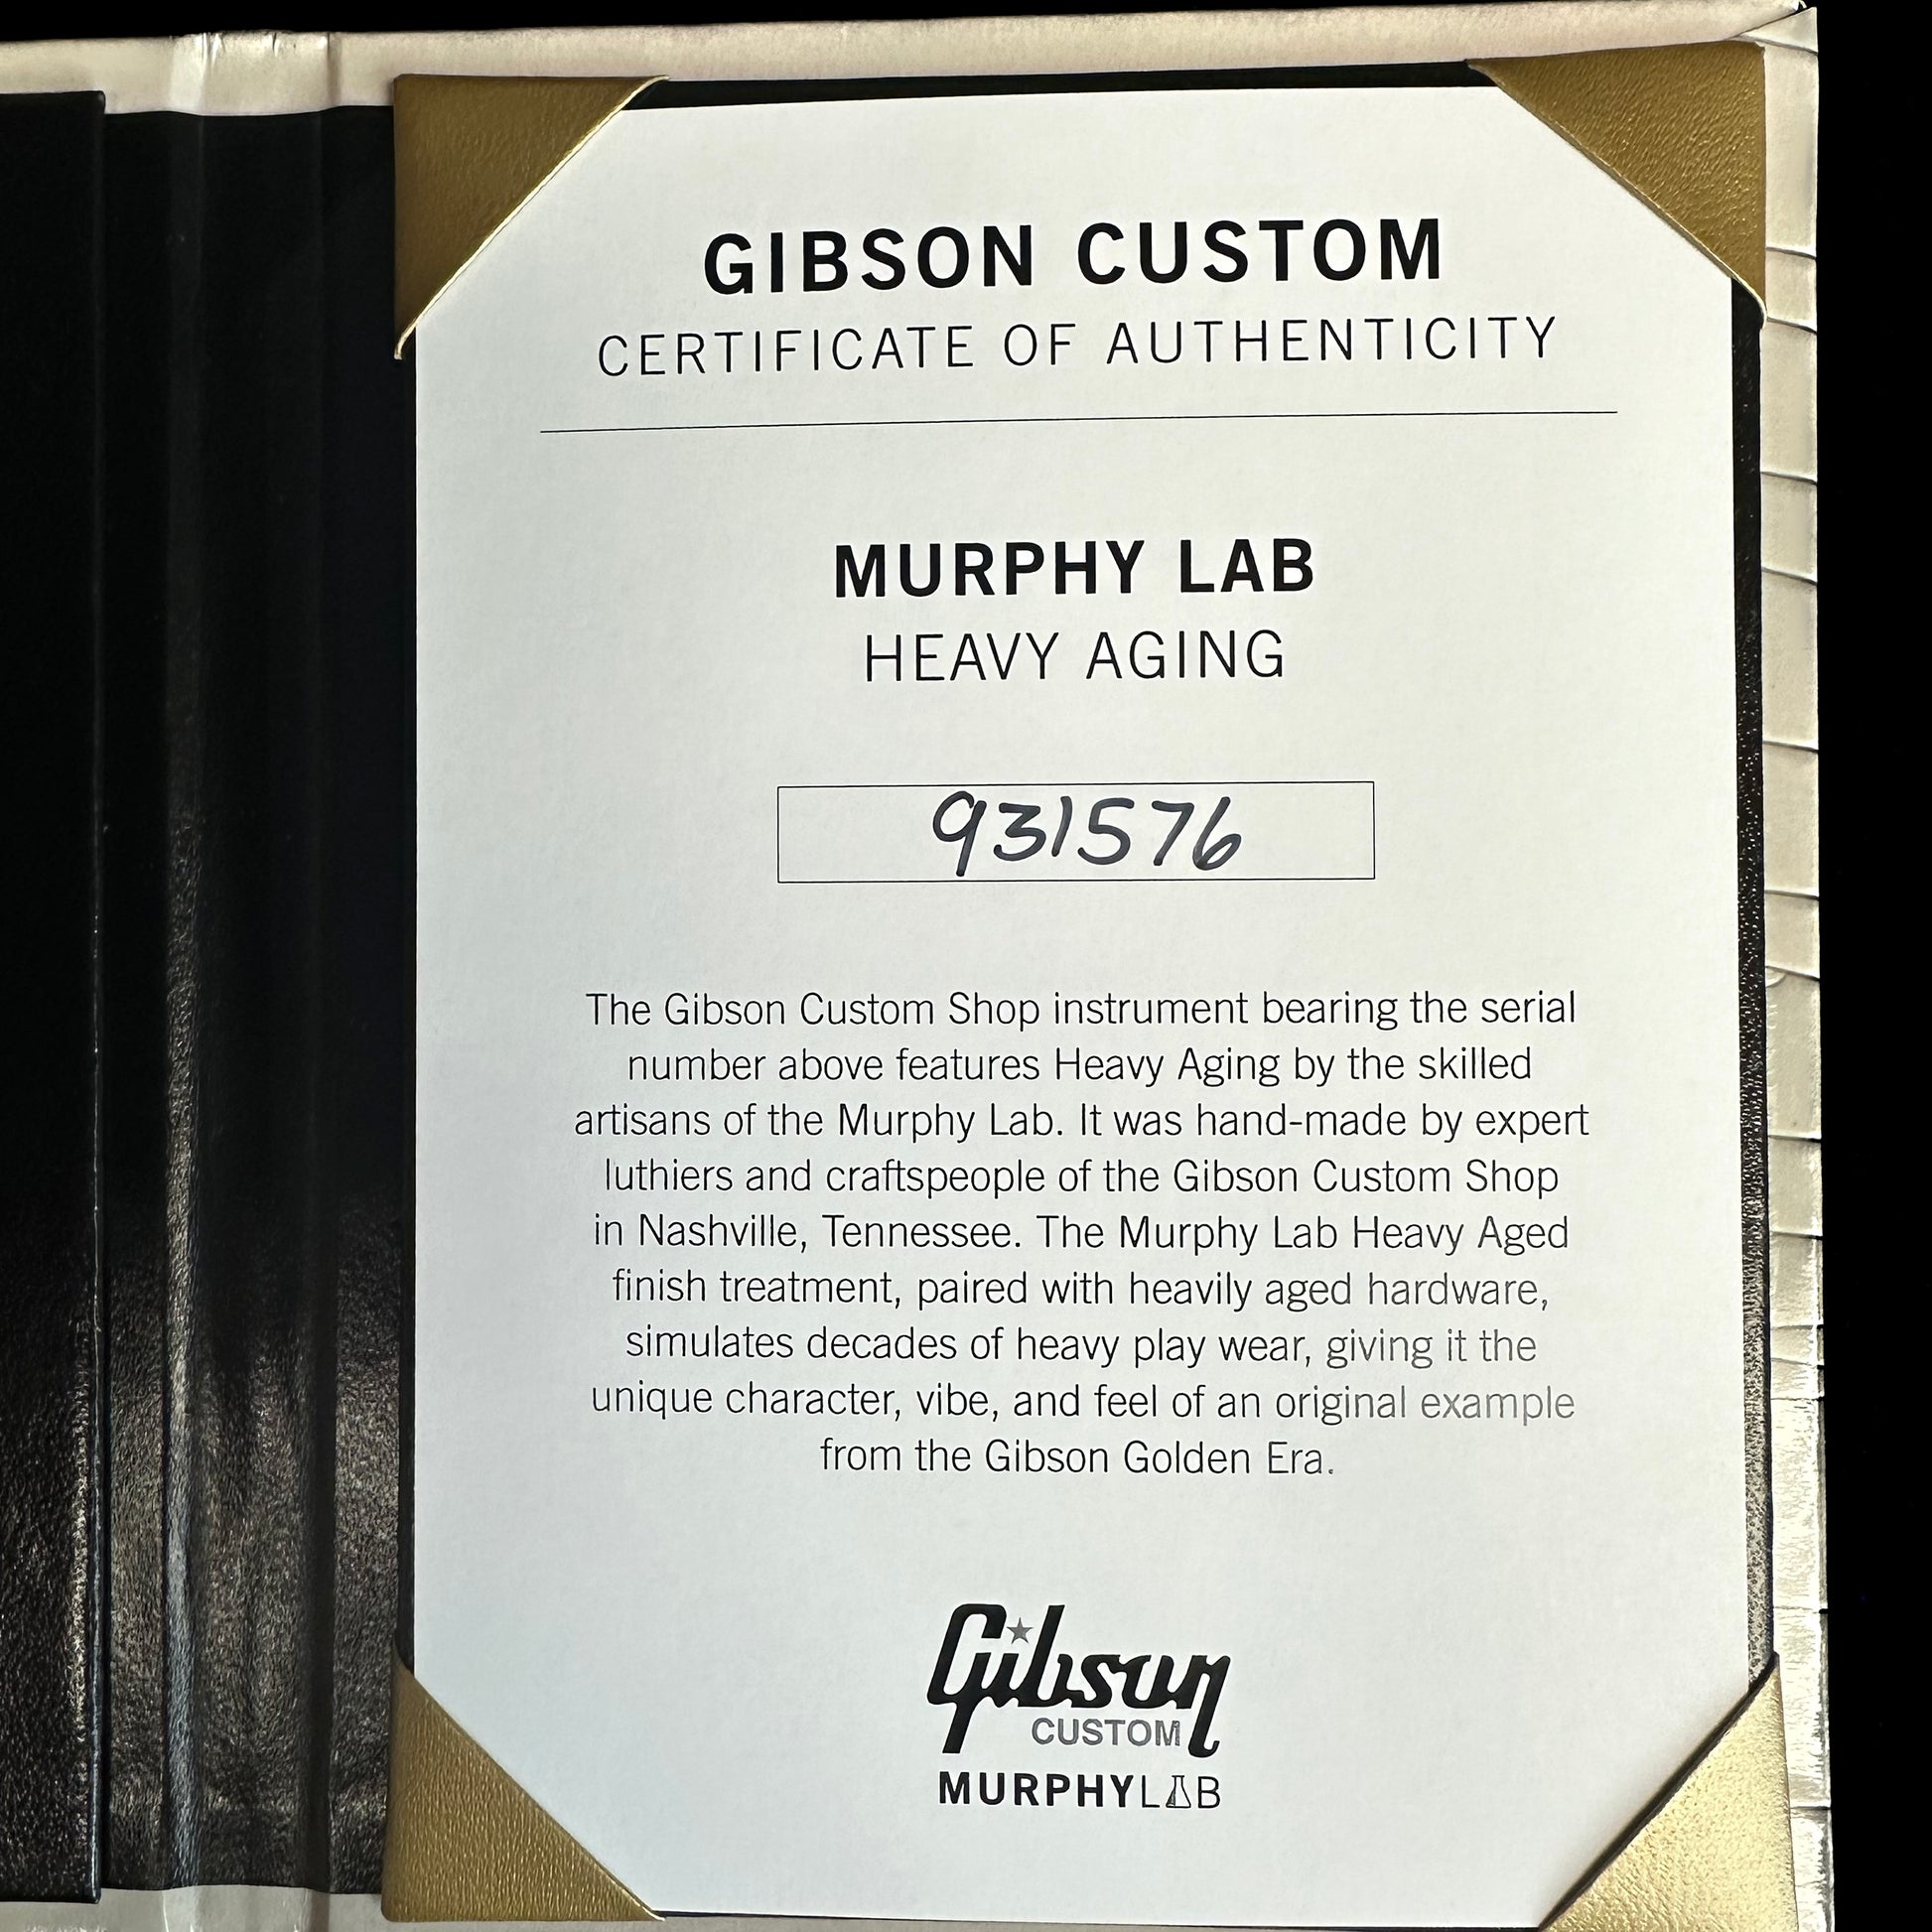 GIBSON CUSTOM
CERTIFICATE OF AUTHENTICITY
MURPHY LAB
HEAVY AGING
931576
The Gibson Custom Shop instrument bearing the serial
number above features Heavy Aging by the skilled
artisans of the Murphy Lab. It was hand-made by expert
luthiers and craftspeople of the Gibson Custom Shop
in Nashville, Tennessee. The Murphy Lab Heavy Aged
finish treatment, paired with heavily aged hardware,
simulates decades of heavy play wear, giving it the
unique character, vibe, and feel of an original example
from the Gibson Golden Era.
Gibson
CUSTOM
MURPHYLAB